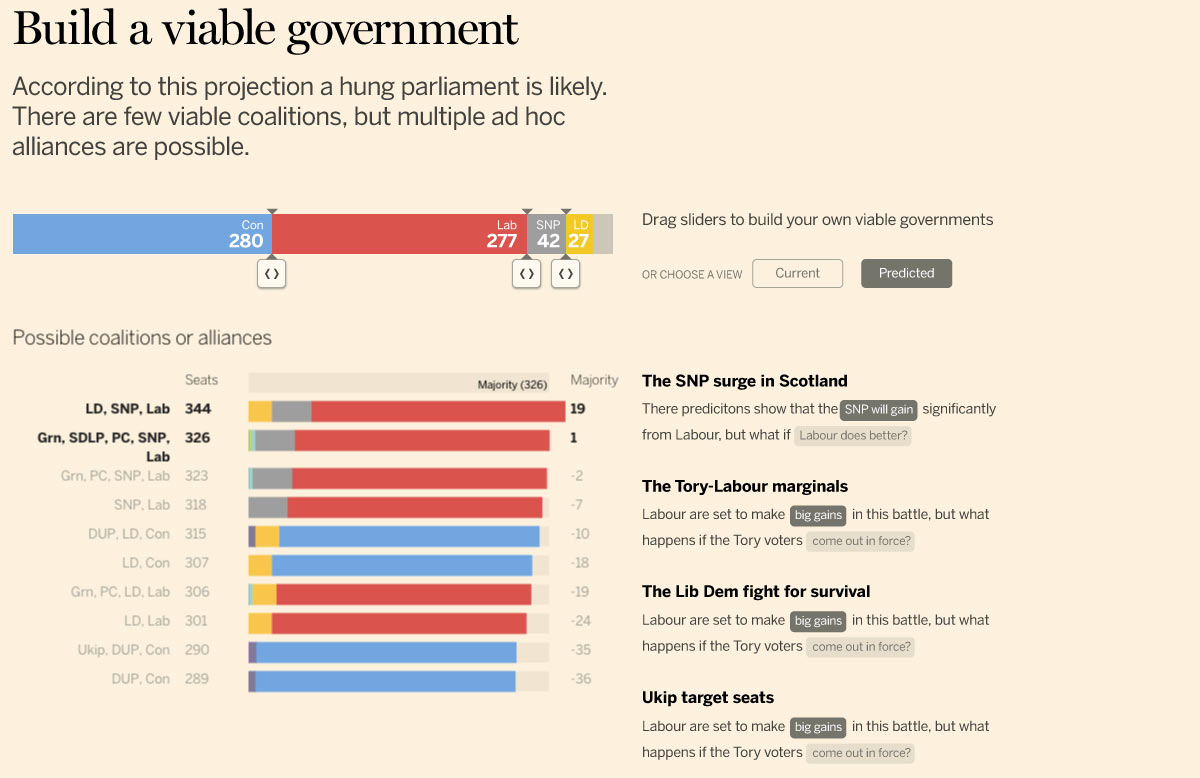 Build a viable government
According to this projection a hung parliament is likely.
There are few viable coalitions, but multiple ad hoc
alliances are possible.
Con
280
Lab
277
SNP
42
LD
27
Drag sliders to build your own viable governments
OR CHOOSE A VIEW Current Predicted
Possible coalitions or alliances
Seats Majority (326) Majority
LD, SNP, Lab 344 19
Grn, SDLP, PC, SNP, 326 1
Lab
Grn, PC, SNP, Lab 323 -2
SNP, Lab 318 -7
DUP, LD, Con 315 -10
LD, Con 307 -18
Grn, PC, LD, Lab 306 -19
LD, Lab 301 -24
Ukip, DUP, Con 290 -35
DUP, Con 289 -36
The SNP surge in Scotland
There predicitons show that the SNP will gain significantly
from Labour, but what if Labour does better?
The Tory-Labour marginals
Labour are set to make big gains in this battle, but what
happens if the Tory voters come out in force?
The Lib Dem fight for survival
Labour are set to make big gains in this battle, but what
happens if the Tory voters come out in force?
Ukip target seats
Labour are set to make big gains in this battle, but what
happens if the Tory voters come out in force?